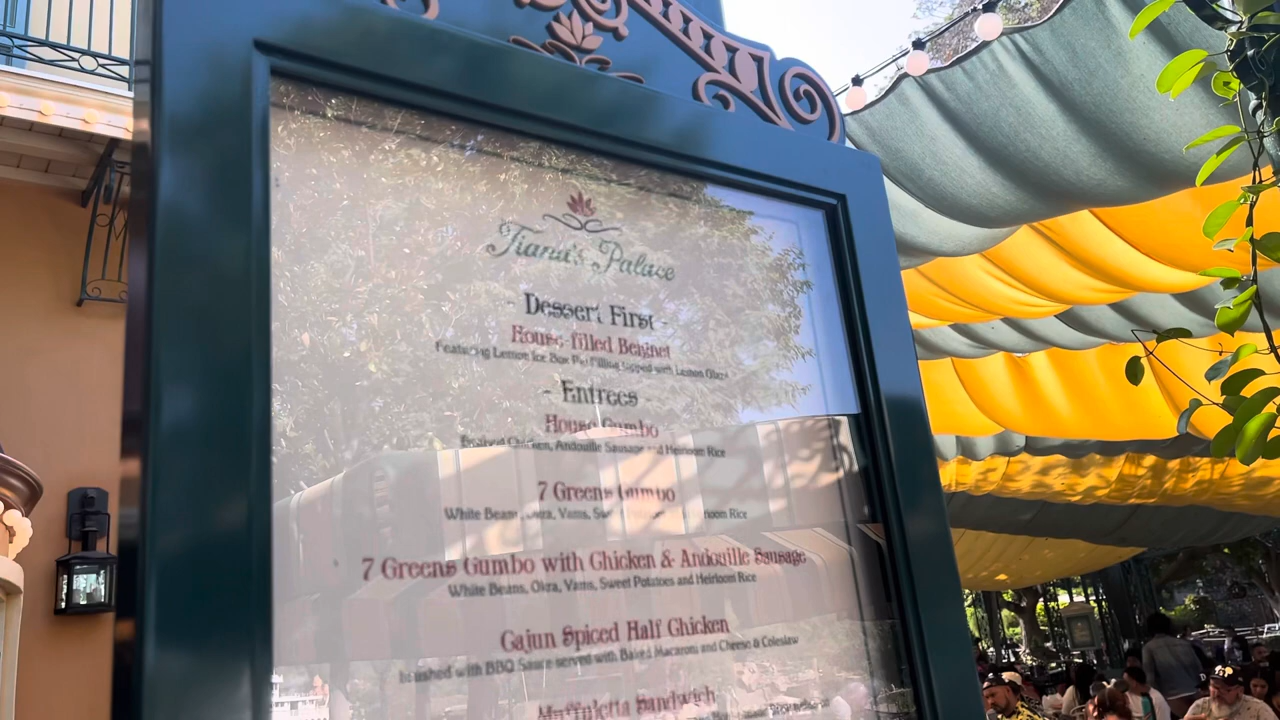 Tiana's Palace
- Dessert First -
House-filled Beignet
Featuring Lemon Ice Box Pie Filling topped with Lemon Glaze
- Entrees -
House Gumbo
Braised Chicken, Andouille Sausage and Heirloom Rice
7 Greens Gumbo
White Beans, Okra, Yams, Sweet Potatoes and Heirloom Rice
7 Greens Gumbo with Chicken & Andouille Sausage
White Beans, Okra, Yams, Sweet Potatoes and Heirloom Rice
Cajun Spiced Half Chicken
brushed with BBQ Sauce served with Baked Macaroni and Cheese & Coleslaw
Muffuletta Sandwich